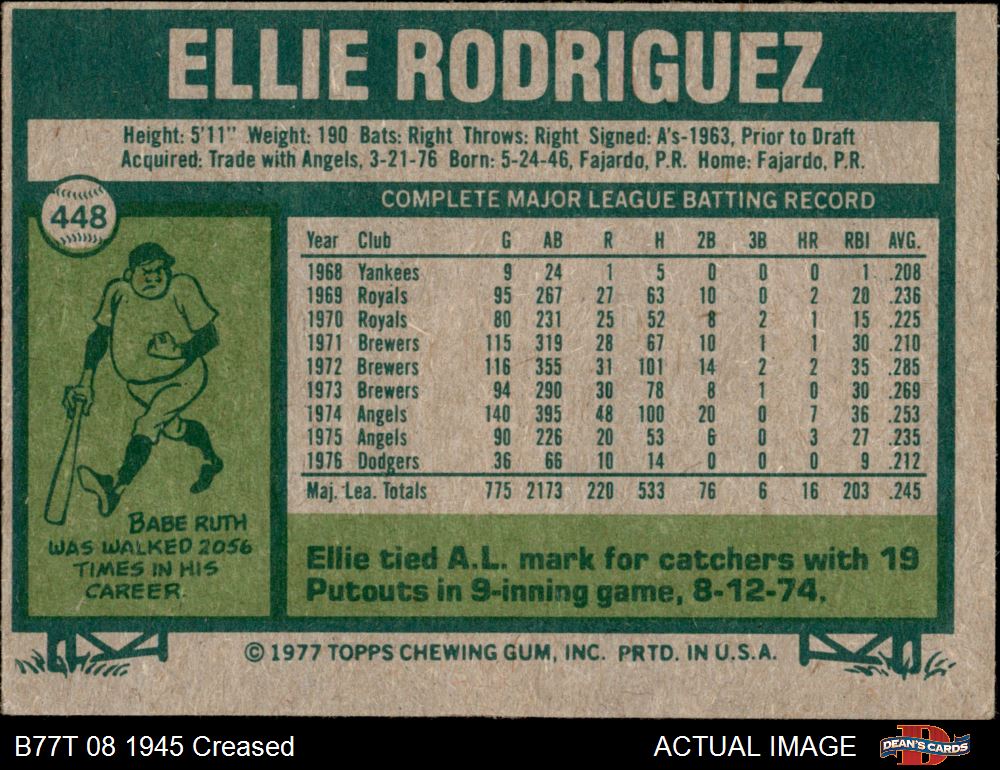 ELLIE RODRIGUEZ
Height: 5'11" Weight: 190 Bats: Right Throws: Right Signed: A's-1963, Prior to Draft
Acquired: Trade with Angels, 3-21-76 Born: 5-24-46, Fajardo, P.R. Home: Fajardo, P.R.
448
COMPLETE MAJOR LEAGUE BATTING RECORD
Year Club G AB R H 2B 3B HR RBI AVG.
1968 Yankees 9 24 1 5 0 0 0 1 .208
1969 Royals 95 267 27 63 10 0 2 20 .236
1970 Royals 80 231 25 52 8 2 1 15 .225
1971 Brewers 115 319 28 67 10 1 1 30 .210
1972 Brewers 116 355 31 101 14 2 2 35 .285
1973 Brewers 94 290 30 78 8 1 0 30 .269
1974 Angels 140 395 48 100 20 0 7 36 .253
1975 Angels 90 226 20 53 6 0 3 27 .235
1976 Dodgers 36 66 10 14 0 0 0 9 .212
Maj. Lea. Totals 775 2173 220 533 76 6 16 203 .245
BABE RUTH
WAS WALKED 2056
TIMES IN HIS
CAREER.
Ellie tied A.L. mark for catchers with 19
Putouts in 9-inning game, 8-12-74.
© 1977 TOPPS CHEWING GUM, INC. PRTD. IN U.S.A.
B77T 08 1945 Creased
ACTUAL IMAGE
DEAN'S CARDS